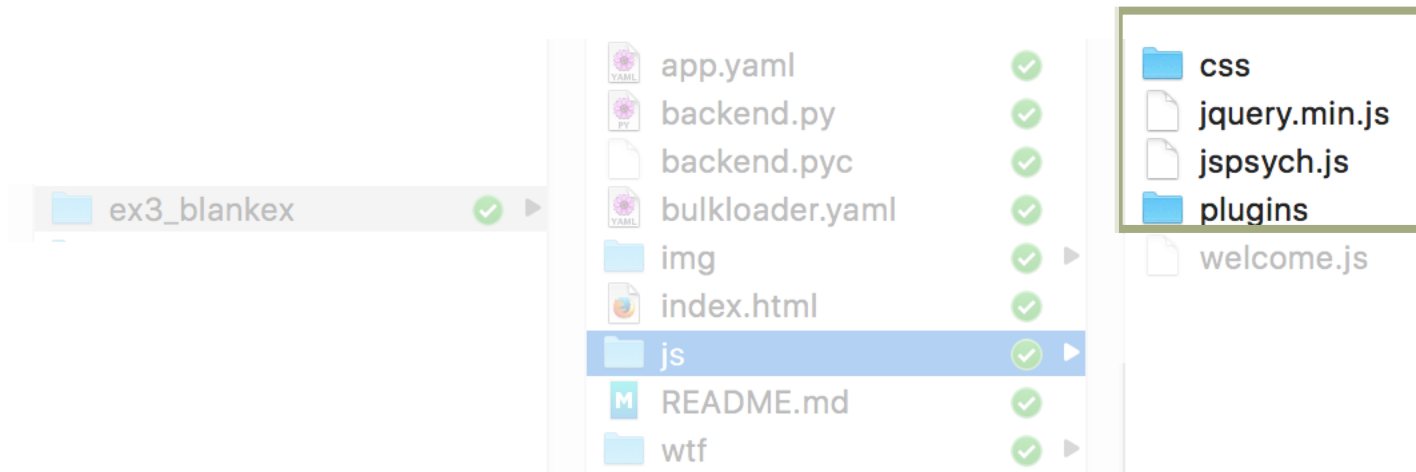 ex3_blankex
app.yaml
backend.py
backend.pyc
bulkloader.yaml
img
index.html
js
README.md
wtf
css
jquery.min.js
jspsych.js
plugins
welcome.js
YAML
PY
YAML
M